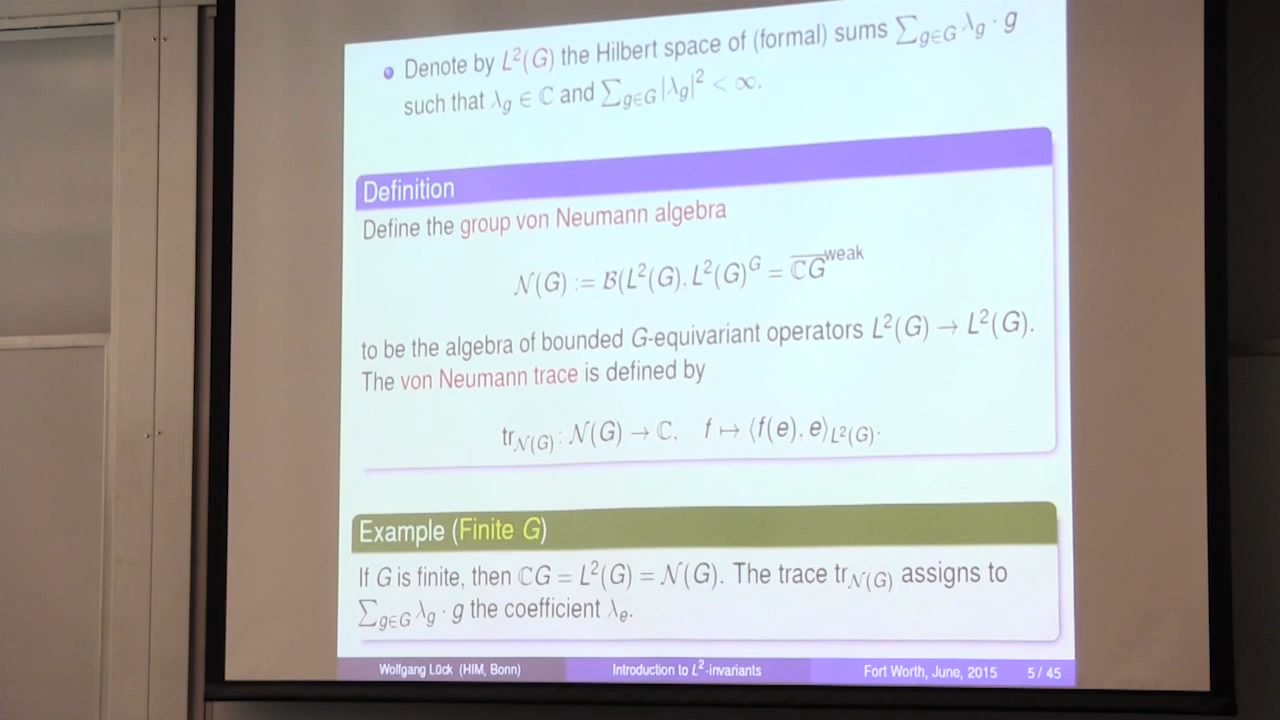 Denote by L²(G) the Hilbert space of (formal) sums ∑_{g∈G} λ_g · g
such that λ_g ∈ ℂ and ∑_{g∈G} |λ_g|² < ∞.
Definition
Define the group von Neumann algebra
𝒩(G) := ℬ(L²(G), L²(G)^G = \overline{ℂG}^{weak}
to be the algebra of bounded G-equivariant operators L²(G) → L²(G).
The von Neumann trace is defined by
tr_{𝒩(G)} : 𝒩(G) → ℂ, f ↦ ⟨f(e), e⟩_{L²(G)}.
Example (Finite G)
If G is finite, then ℂG = L²(G) = 𝒩(G). The trace tr_{𝒩(G)} assigns to
∑_{g∈G} λ_g · g the coefficient λ_e.
Wolfgang Lück (HIM, Bonn) Introduction to L²-invariants Fort Worth, June, 2015 5 / 45